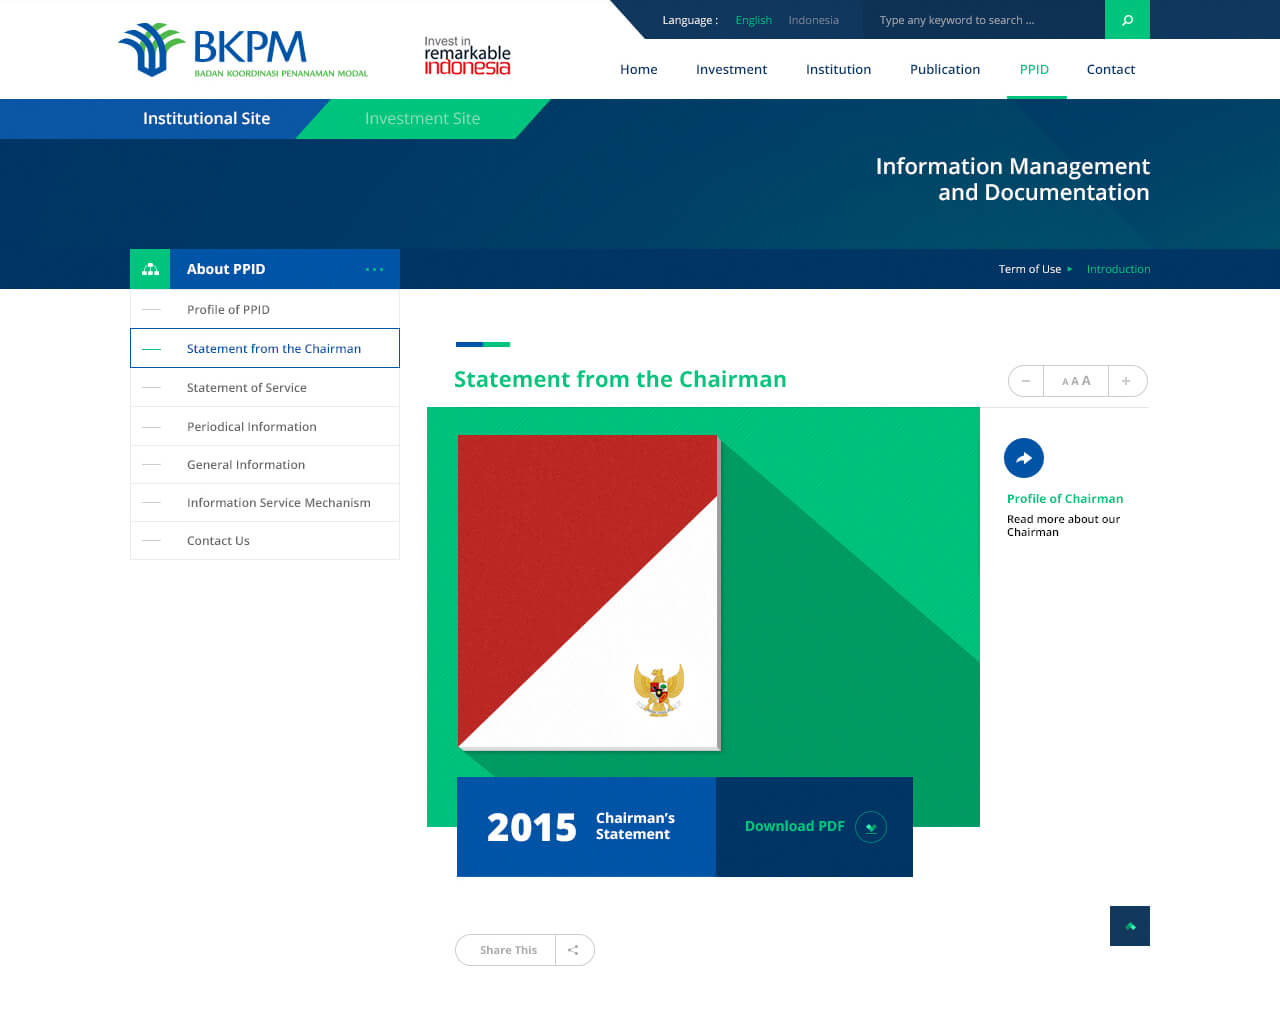 Language :
English
Indonesia
Type any keyword to search ...
BKPM
BADAN KOORDINASI PENANAMAN MODAL
Invest in
remarkable
indonesia
Home
Investment
Institution
Publication
PPID
Contact
Institutional Site
Investment Site
Information Management
and Documentation
About PPID
Term of Use
Introduction
Profile of PPID
Statement from the Chairman
Statement of Service
Periodical Information
General Information
Information Service Mechanism
Contact Us
Statement from the Chairman
− A A A +
Profile of Chairman
Read more about our
Chairman
2015
Chairman's
Statement
Download PDF
Share This